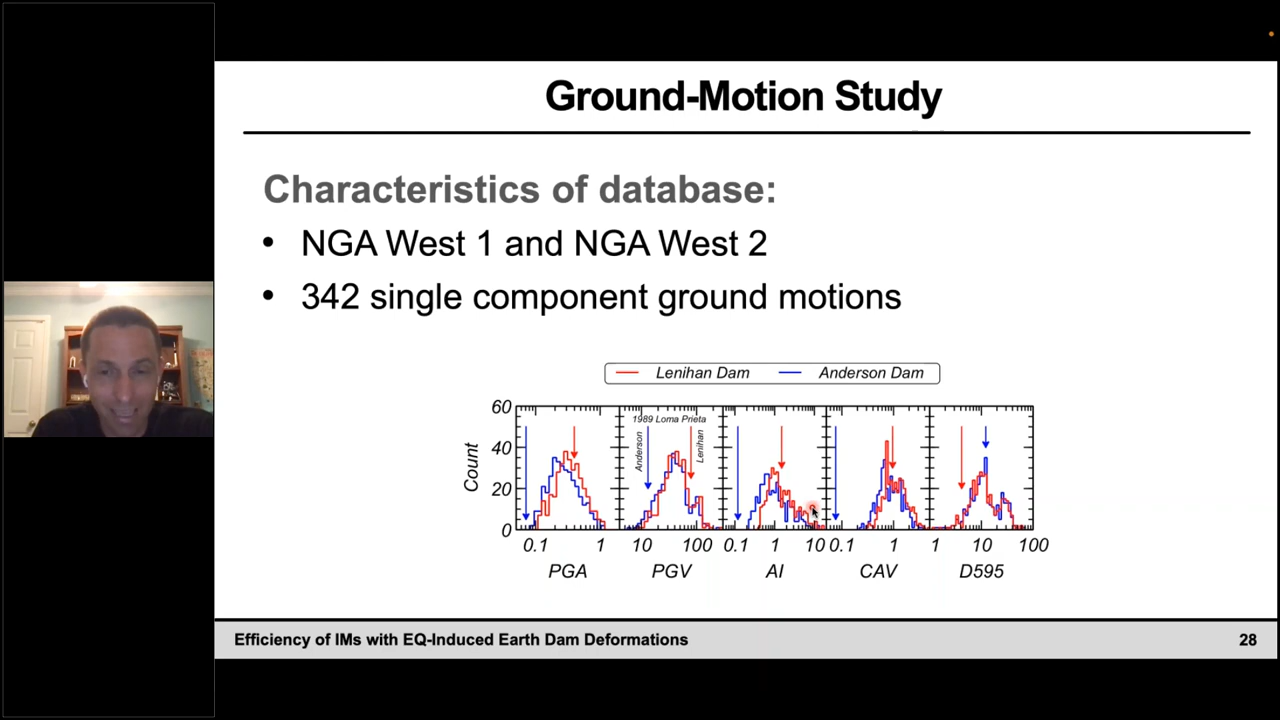 Ground-Motion Study
Characteristics of database:
• NGA West 1 and NGA West 2
• 342 single component ground motions
Lenihan Dam Anderson Dam
60
40
20
0
Count
1989 Loma Prieta
Anderson
Lenihan
0.1 1 10 100 0.1 1 10 0.1 1 1 10 100
PGA PGV AI CAV D595
Efficiency of IMs with EQ-Induced Earth Dam Deformations 28